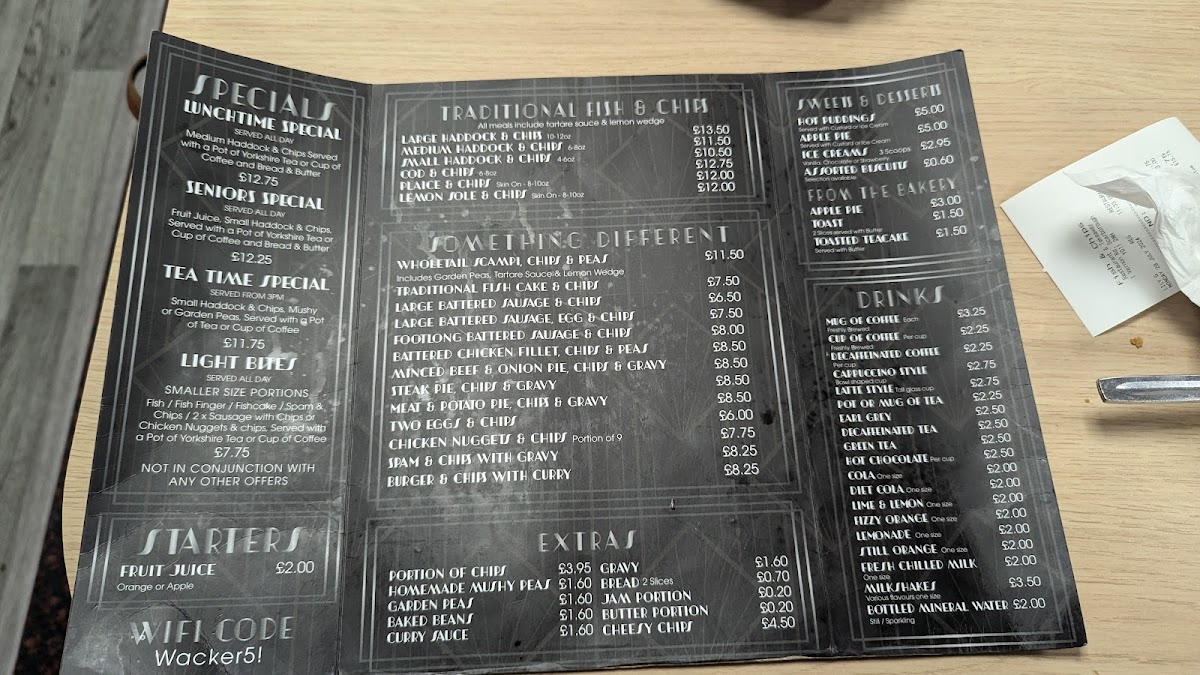 SPECIALS
LUNCHTIME SPECIAL
SERVED ALL DAY
Medium Haddock & Chips Served
with a Pot of Yorkshire Tea or Cup of
Coffee and Bread & Butter
£12.75
SENIORS SPECIAL
SERVED ALL DAY
Fruit Juice, Small Haddock & Chips,
Served with a Pot of Yorkshire Tea or
Cup of Coffee and Bread & Butter
£12.25
TEA TIME SPECIAL
SERVED FROM 3PM
Small Haddock & Chips, Mushy
or Garden Peas, Served with a Pot
of Tea or Cup of Coffee
£11.75
LIGHT BITES
SERVED ALL DAY
SMALLER SIZE PORTIONS
Fish / Fish Finger / Fishcake / Spam &
Chips / 2 x Sausage with Chips or
Chicken Nuggets & chips, Served with
a Pot of Yorkshire Tea or Cup of Coffee
£7.75
NOT IN CONJUNCTION WITH
ANY OTHER OFFERS
STARTERS
FRUIT JUICE £2.00
Orange or Apple
WIFI CODE
Wacker5!
TRADITIONAL FISH & CHIPS
All meals include tartare sauce & lemon wedge
LARGE HADDOCK & CHIPS 10-12oz £13.50
MEDIUM HADDOCK & CHIPS 6-8oz £11.50
SMALL HADDOCK & CHIPS 4-6oz £10.50
COD & CHIPS 6-8oz £12.75
PLAICE & CHIPS Skin On - 8-10oz £12.00
LEMON SOLE & CHIPS Skin On - 8-10oz £12.00
SOMETHING DIFFERENT
WHOLETAIL SCAMPI, CHIPS & PEAS £11.50
Includes Garden Peas, Tartare Sauce & Lemon Wedge
TRADITIONAL FISH CAKE & CHIPS £7.50
LARGE BATTERED SAUSAGE & CHIPS £6.50
LARGE BATTERED SAUSAGE, EGG & CHIPS £7.50
FOOTLONG BATTERED SAUSAGE & CHIPS £8.00
BATTERED CHICKEN FILLET, CHIPS & PEAS £8.50
MINCED BEEF & ONION PIE, CHIPS & GRAVY £8.50
STEAK PIE, CHIPS & GRAVY £8.50
MEAT & POTATO PIE, CHIPS & GRAVY £8.50
TWO EGGS & CHIPS £6.00
CHICKEN NUGGETS & CHIPS Portion of 9 £7.75
SPAM & CHIPS WITH GRAVY £8.25
BURGER & CHIPS WITH CURRY £8.25
EXTRAS
PORTION OF CHIPS £3.95
HOMEMADE MUSHY PEAS £1.60
GARDEN PEAS £1.60
BAKED BEANS £1.60
CURRY SAUCE £1.60
GRAVY £1.60
BREAD 2 Slices £0.70
JAM PORTION £0.20
BUTTER PORTION £0.20
CHEESY CHIPS £4.50
SWEETS & DESSERTS
HOT PUDDINGS £5.00
Served with Custard or Ice Cream
APPLE PIE £5.00
Served with Custard or Ice Cream
ICE CREAMS 3 Scoops £2.95
Vanilla, Chocolate or Strawberry
ASSORTED BISCUITS £0.60
Selection available
FROM THE BAKERY
APPLE PIE £3.00
TOAST £1.50
2 Slices served with Butter
TOASTED TEACAKE £1.50
Served with Butter
DRINKS
MUG OF COFFEE Each £3.25
Freshly Brewed
CUP OF COFFEE Per cup £2.25
Freshly Brewed
DECAFFEINATED COFFEE £2.25
Per cup
CAPPUCCINO STYLE £2.75
Bowl shaped cup
LATTE STYLE Tall glass cup £2.75
POT OR MUG OF TEA £2.25
EARL GREY £2.50
DECAFFEINATED TEA £2.50
GREEN TEA £2.50
HOT CHOCOLATE Per cup £2.50
COLA One size £2.00
DIET COLA One size £2.00
LIME & LEMON One size £2.00
FIZZY ORANGE One size £2.00
LEMONADE One size £2.00
STILL ORANGE One size £2.00
FRESH CHILLED MILK £2.00
One size
MILKSHAKES £3.50
Various flavours one size
BOTTLED MINERAL WATER £2.00
Still / Sparkling
Fish & Chips